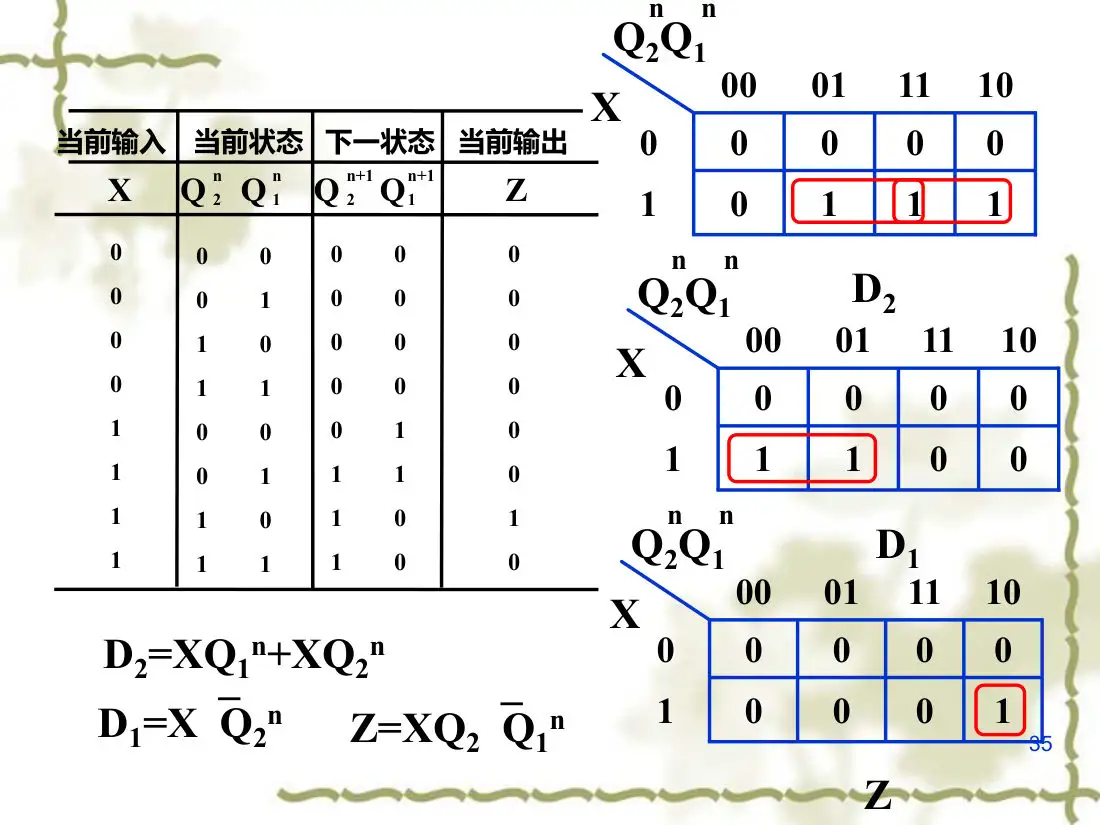 当前输入 当前状态 下一状态 当前输出
X Q₂ⁿ Q₁ⁿ Q₂ⁿ⁺¹ Q₁ⁿ⁺¹ Z
0 0 0 0 0 0
0 0 1 0 0 0
0 1 0 0 0 0
0 1 1 0 0 0
1 0 0 0 1 0
1 0 1 1 1 0
1 1 0 1 0 1
1 1 1 1 0 0
D₂=XQ₁ⁿ+XQ₂ⁿ
D₁=X Q̅₂ⁿ Z=XQ₂ Q̅₁ⁿ
Q₂ⁿQ₁ⁿ
X 00 01 11 10
0 0 0 0 0
1 0 1 1 1
D₂
Q₂ⁿQ₁ⁿ
X 00 01 11 10
0 0 0 0 0
1 1 1 0 0
D₁
Q₂ⁿQ₁ⁿ
X 00 01 11 10
0 0 0 0 0
1 0 0 0 1
35
Z